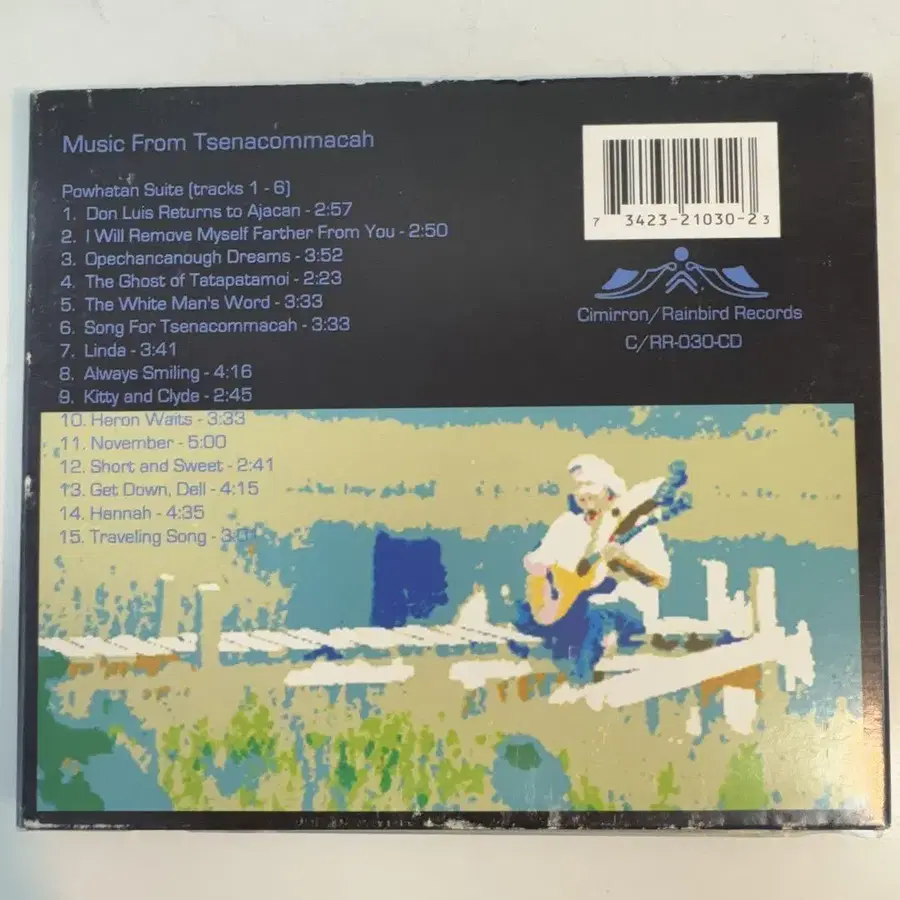 Music From Tsenacommacah
Powhatan Suite (tracks 1 - 6)
1. Don Luis Returns to Ajacan - 2:57
2. I Will Remove Myself Farther From You - 2:50
3. Opechancanough Dreams - 3:52
4. The Ghost of Tatapatamoi - 2:23
5. The White Man's Word - 3:33
6. Song For Tsenacommacah - 3:33
7. Linda - 3:41
8. Always Smiling - 4:16
9. Kitty and Clyde - 2:45
10. Heron Waits - 3:33
11. November - 5:00
12. Short and Sweet - 2:41
13. Get Down, Dell - 4:15
14. Hannah - 4:35
15. Traveling Song - 3:01
7 3423-21030-2 3
Cimirron/Rainbird Records
C/RR-030-CD